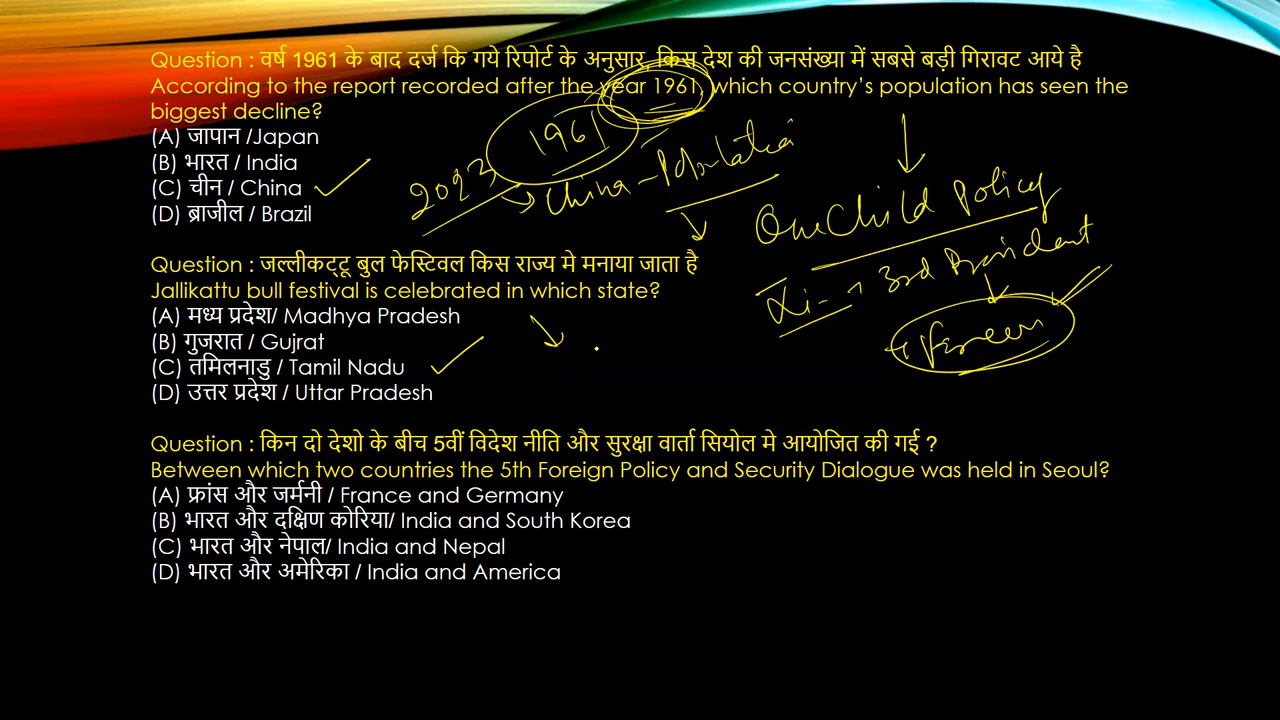 Question : वर्ष 1961 के बाद दर्ज कि गये रिपोर्ट के अनुसार, किस देश की जनसंख्या में सबसे बड़ी गिरावट आये है
According to the report recorded after the year 1961, which country's population has seen the
biggest decline?
(A) जापान /Japan
(B) भारत / India
(C) चीन / China
(D) ब्राजील / Brazil
1961
2023
China - Population
One Child Policy
Xi - 3rd President
Question : जल्लीकट्टू बुल फेस्टिवल किस राज्य मे मनाया जाता है
Jallikattu bull festival is celebrated in which state?
(A) मध्य प्रदेश/ Madhya Pradesh
(B) गुजरात / Gujrat
(C) तमिलनाडु / Tamil Nadu
(D) उत्तर प्रदेश / Uttar Pradesh
Question : किन दो देशो के बीच 5वीं विदेश नीति और सुरक्षा वार्ता सियोल मे आयोजित की गई ?
Between which two countries the 5th Foreign Policy and Security Dialogue was held in Seoul?
(A) फ्रांस और जर्मनी / France and Germany
(B) भारत और दक्षिण कोरिया/ India and South Korea
(C) भारत और नेपाल/ India and Nepal
(D) भारत और अमेरिका / India and America